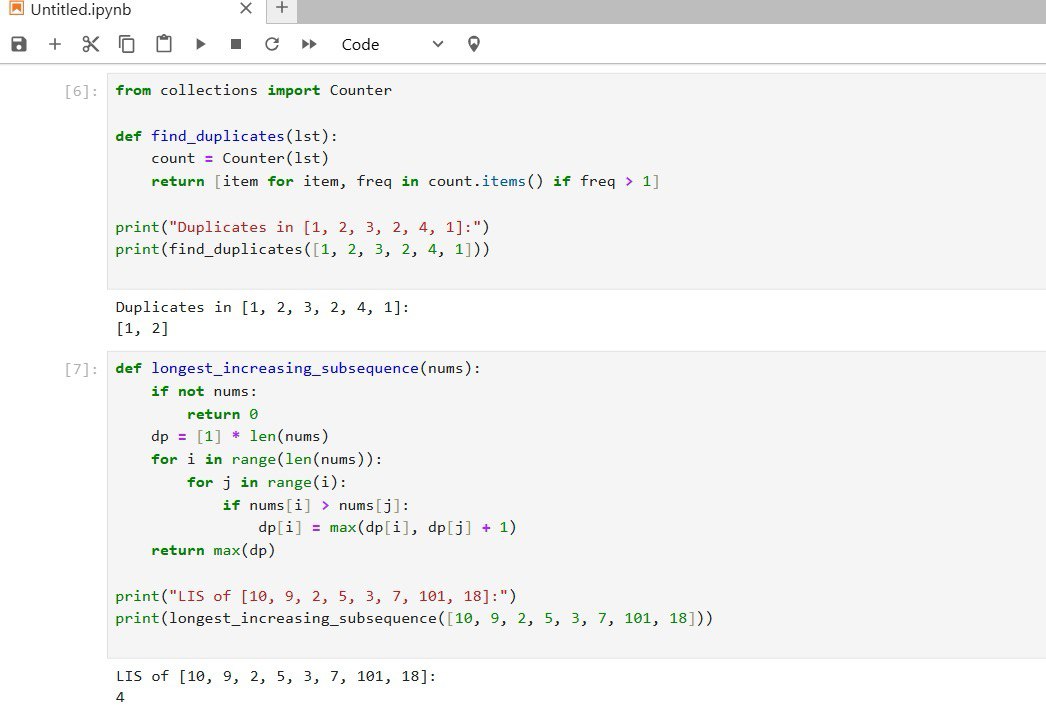 Untitled.ipynb
Code
[6]:
from collections import Counter
def find_duplicates(lst):
    count = Counter(lst)
    return [item for item, freq in count.items() if freq > 1]
print("Duplicates in [1, 2, 3, 2, 4, 1]:")
print(find_duplicates([1, 2, 3, 2, 4, 1]))
Duplicates in [1, 2, 3, 2, 4, 1]:
[1, 2]
[7]:
def longest_increasing_subsequence(nums):
    if not nums:
        return 0
    dp = [1] * len(nums)
    for i in range(len(nums)):
        for j in range(i):
            if nums[i] > nums[j]:
                dp[i] = max(dp[i], dp[j] + 1)
    return max(dp)
print("LIS of [10, 9, 2, 5, 3, 7, 101, 18]:")
print(longest_increasing_subsequence([10, 9, 2, 5, 3, 7, 101, 18]))
LIS of [10, 9, 2, 5, 3, 7, 101, 18]:
4